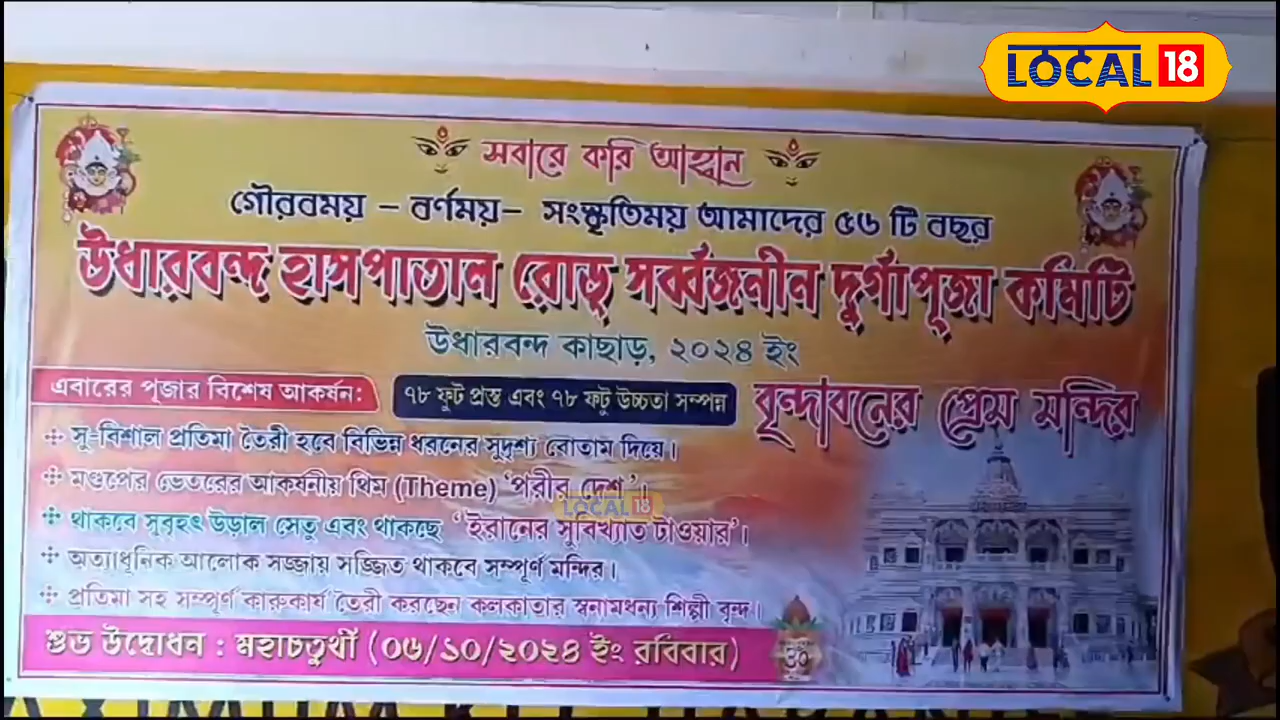 LOCAL 18
সবারে করি আহ্বান
গৌরবময় – বর্ণময়– সংস্কৃতিময় আমাদের ৫৬ টি বছর
উধারবন্দ হাসপাতাল রোড সর্ব্বজনীন দুর্গাপূজা কমিটি
উধারবন্দ কাছাড়, ২০২৪ ইং
এবারের পূজার বিশেষ আকর্ষন:
৭৮ ফুট প্রস্ত এবং ৭৮ ফটু উচ্চতা সম্পন্ন
বৃন্দাবনের প্রেম মন্দির
সু-বিশাল প্রতিমা তৈরী হবে বিভিন্ন ধরনের সুদৃশ্য বোতাম দিয়ে।
মণ্ডপের ভেতরের আকর্ষনীয় থিম (Theme) ‘পরীর দেশ’।
LOCAL 18
থাকবে সুবৃহৎ উড়াল সেতু এবং থাকছে ‘‘ইরানের সুবিখ্যাত টাওয়ার’।
অত্যাধূনিক আলোক সজ্জায় সজ্জিত থাকবে সম্পূর্ণ মন্দির।
প্রতিমা সহ সম্পূর্ণ কারুকার্য তৈরী করছেন কলকাতার স্বনামধন্য শিল্পী বৃন্দ।
শুভ উদ্বোধন : মহাচতুর্থী (০৬/১০/২০২৪ ইং রবিবার)